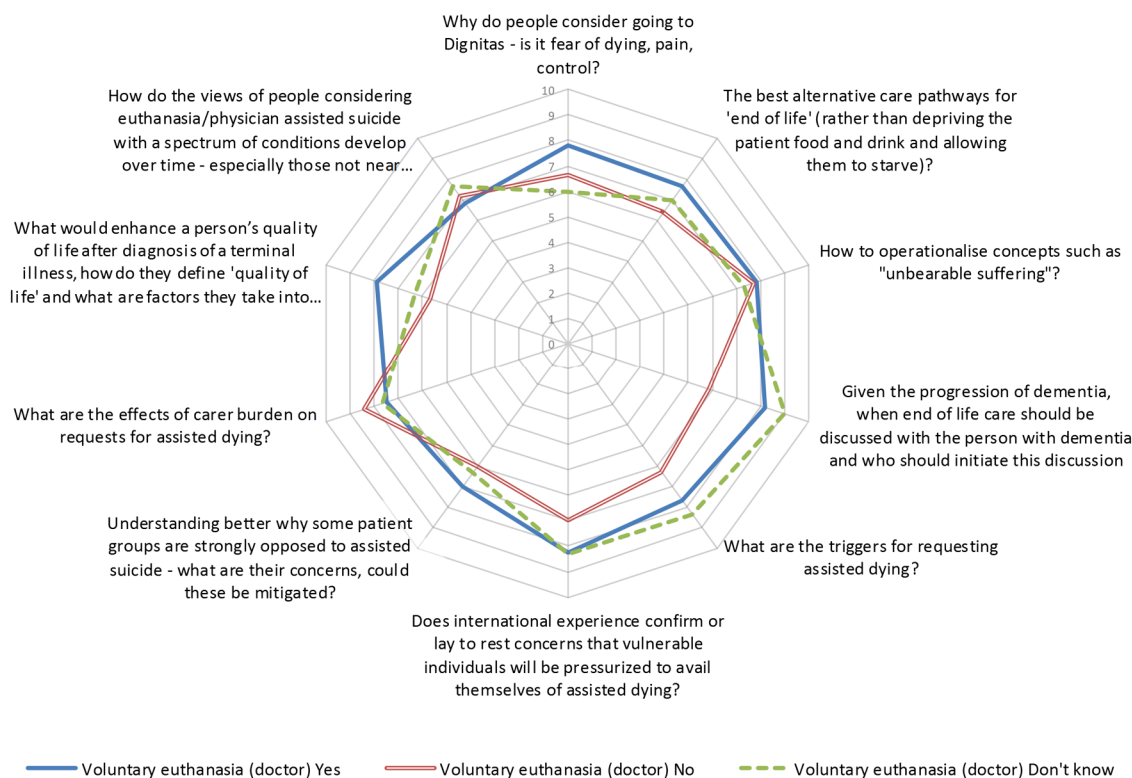 Why do people consider going to
Dignitas - is it fear of dying, pain,
control?
The best alternative care pathways for
'end of life' (rather than depriving the
patient food and drink and allowing
them to starve)?
How to operationalise concepts such as
"unbearable suffering"?
Given the progression of dementia,
when end of life care should be
discussed with the person with dementia
and who should initiate this discussion
What are the triggers for requesting
assisted dying?
Does international experience confirm or
lay to rest concerns that vulnerable
individuals will be pressurized to avail
themselves of assisted dying?
Understanding better why some patient
groups are strongly opposed to assisted
suicide - what are their concerns, could
these be mitigated?
What are the effects of carer burden on
requests for assisted dying?
What would enhance a person’s quality
of life after diagnosis of a terminal
illness, how do they define 'quality of
life' and what are factors they take into...
How do the views of people considering
euthanasia/physician assisted suicide
with a spectrum of conditions develop
over time - especially those not near...
10
9
8
7
6
5
4
3
2
1
0
Voluntary euthanasia (doctor) Yes
Voluntary euthanasia (doctor) No
Voluntary euthanasia (doctor) Don't know